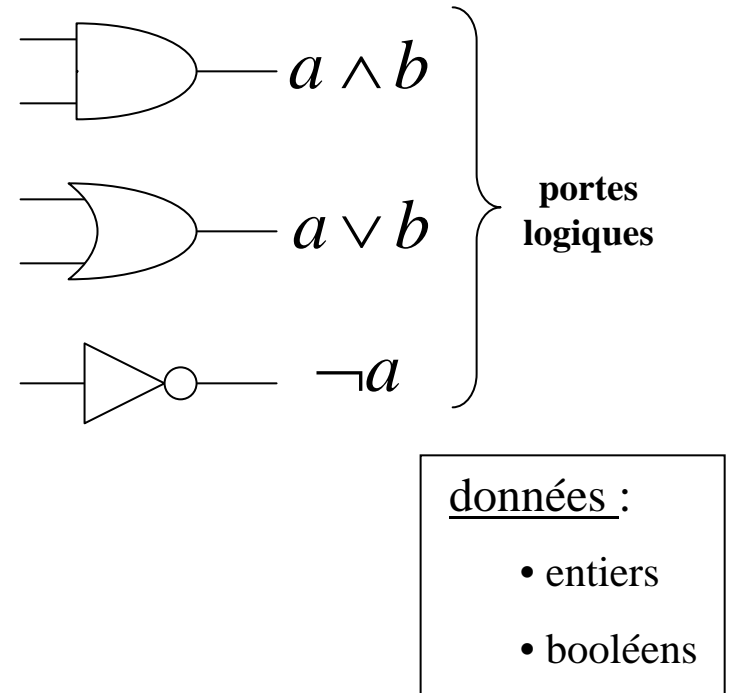 a ∧ b
a ∨ b
¬a
portes
logiques
données :
• entiers
• booléens